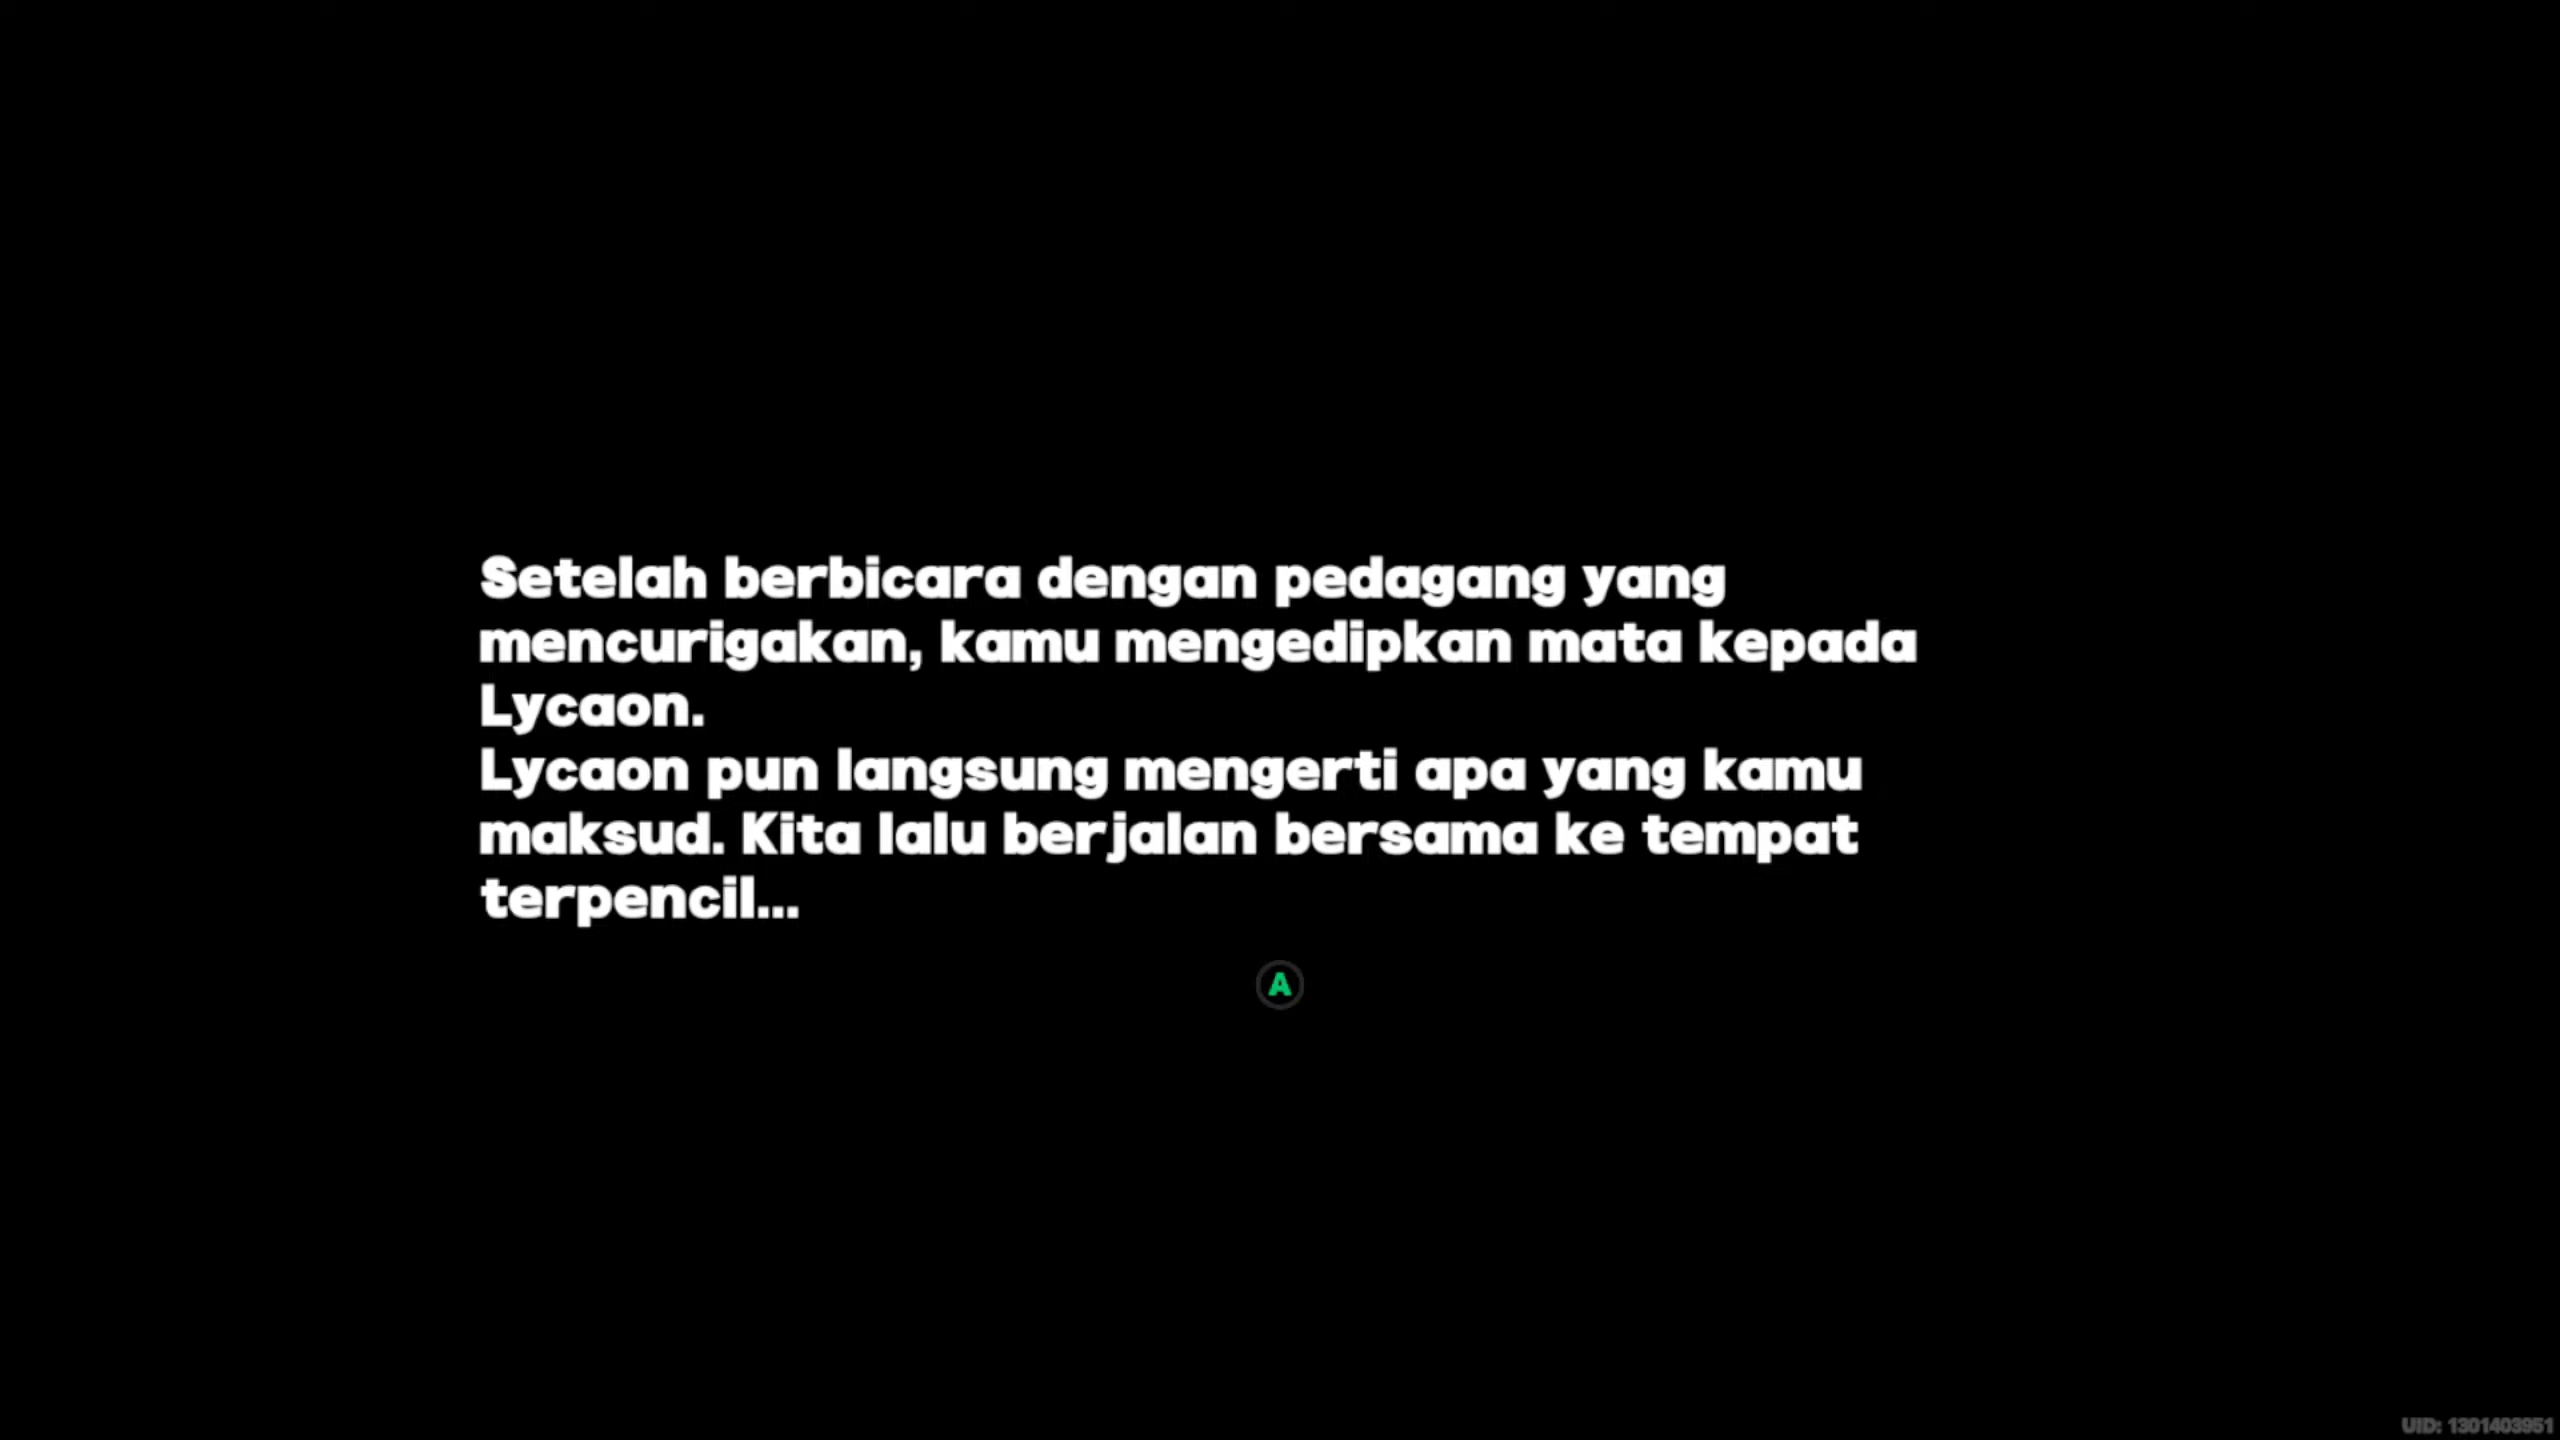 Setelah berbicara dengan pedagang yang
mencurigakan, kamu mengedipkan mata kepada
Lycaon.
Lycaon pun langsung mengerti apa yang kamu
maksud. Kita lalu berjalan bersama ke tempat
terpencil...
A
UID: 1301403951